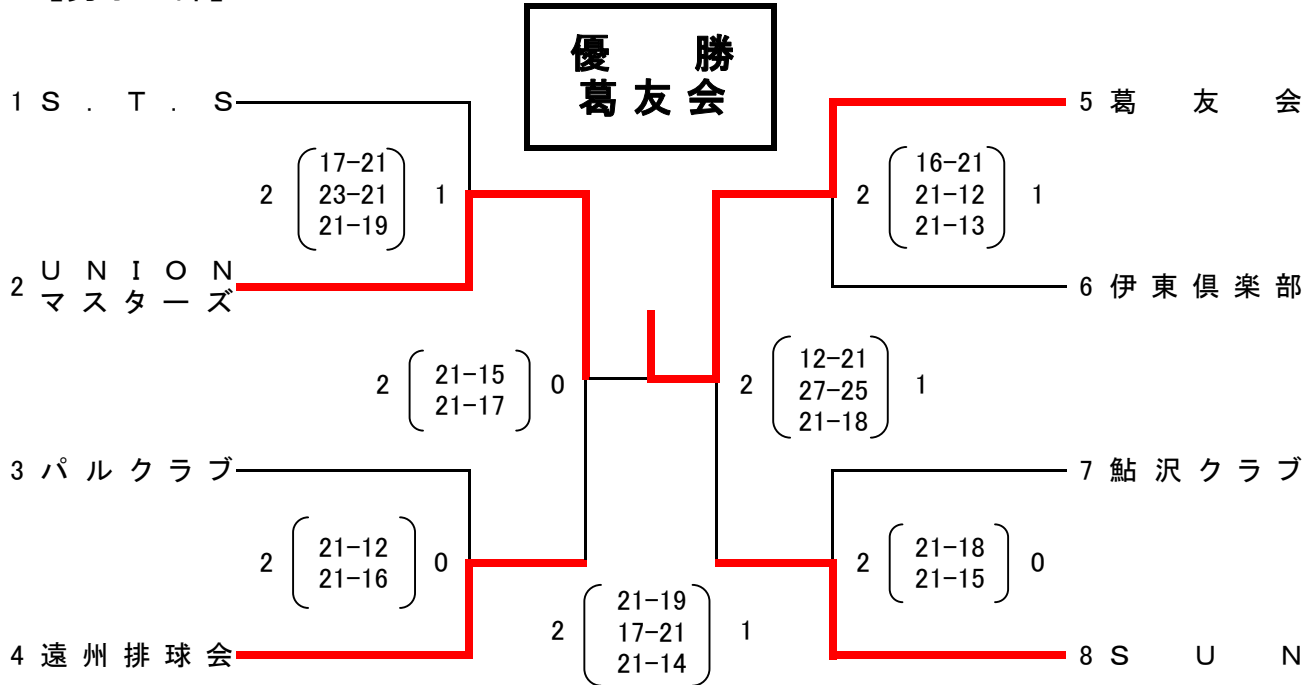 優 勝
葛友会
1 S . T . S
5 葛 友 会
2 17-21 1
23-21
21-19
2 16-21 1
21-12
21-13
2 UNION
マスターズ
6 伊東倶楽部
2 21-15 0
21-17
2 12-21 1
27-25
21-18
3 パルクラブ
7 鮎沢クラブ
2 21-12 0
21-16
2 21-18 0
21-15
2 21-19 1
17-21
21-14
4 遠州排球会
8 S U N